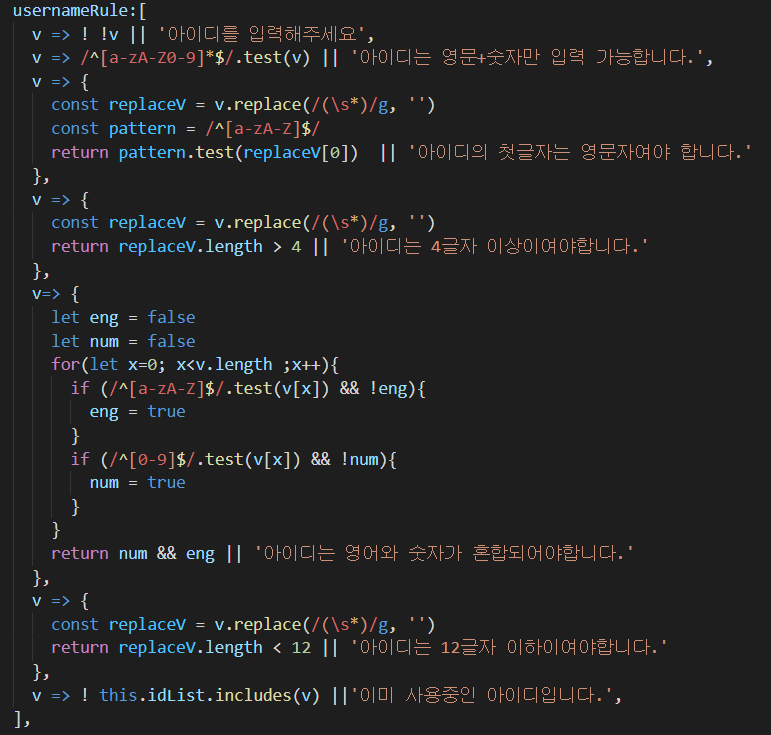 usernameRule:[
  v => ! !v || '아이디를 입력해주세요',
  v => /^[a-zA-Z0-9]*$/.test(v) || '아이디는 영문+숫자만 입력 가능합니다.',
  v => {
    const replaceV = v.replace(/(\s*)/g, '')
    const pattern = /^[a-zA-Z]$/
    return pattern.test(replaceV[0])  || '아이디의 첫글자는 영문자여야 합니다.'
  },
  v => {
    const replaceV = v.replace(/(\s*)/g, '')
    return replaceV.length > 4 || '아이디는 4글자 이상이여야합니다.'
  },
  v=> {
    let eng = false
    let num = false
    for(let x=0; x<v.length ;x++){
      if (/^[a-zA-Z]$/.test(v[x]) && !eng){
        eng = true
      }
      if (/^[0-9]$/.test(v[x]) && !num){
        num = true
      }
    }
    return num && eng || '아이디는 영어와 숫자가 혼합되어야합니다.'
  },
  v => {
    const replaceV = v.replace(/(\s*)/g, '')
    return replaceV.length < 12 || '아이디는 12글자 이하이여야합니다.'
  },
  v => ! this.idList.includes(v) ||'이미 사용중인 아이디입니다.',
],